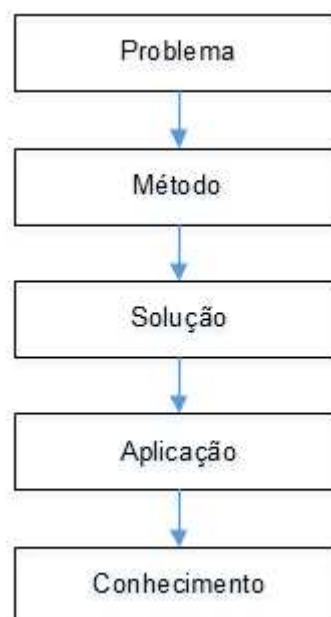 Problema
Método
Solução
Aplicação
Conhecimento